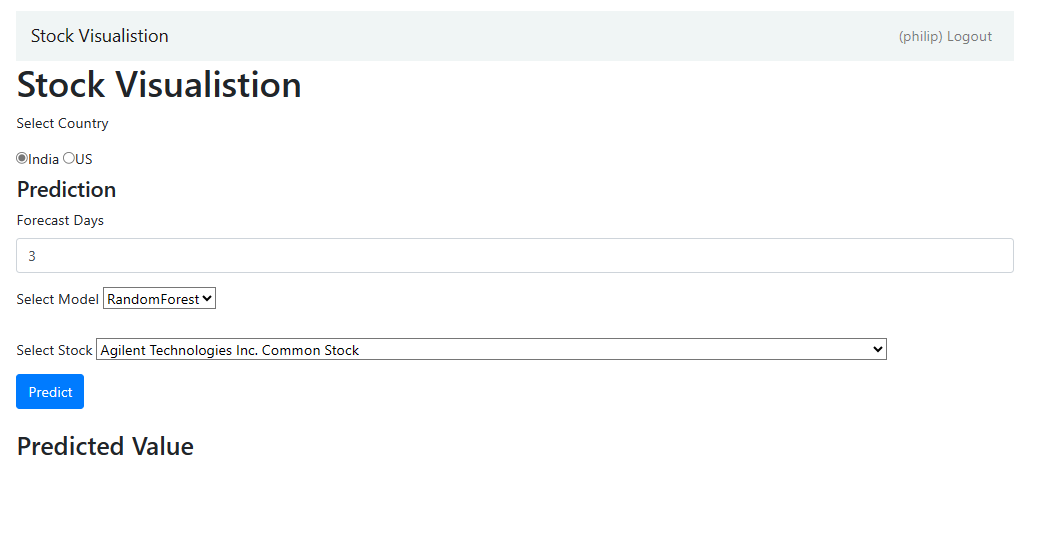 Stock Visualistion (philip) Logout
Stock Visualistion
Select Country
India US
Prediction
Forecast Days
3
Select Model RandomForest
Select Stock Agilent Technologies Inc. Common Stock
Predict
Predicted Value